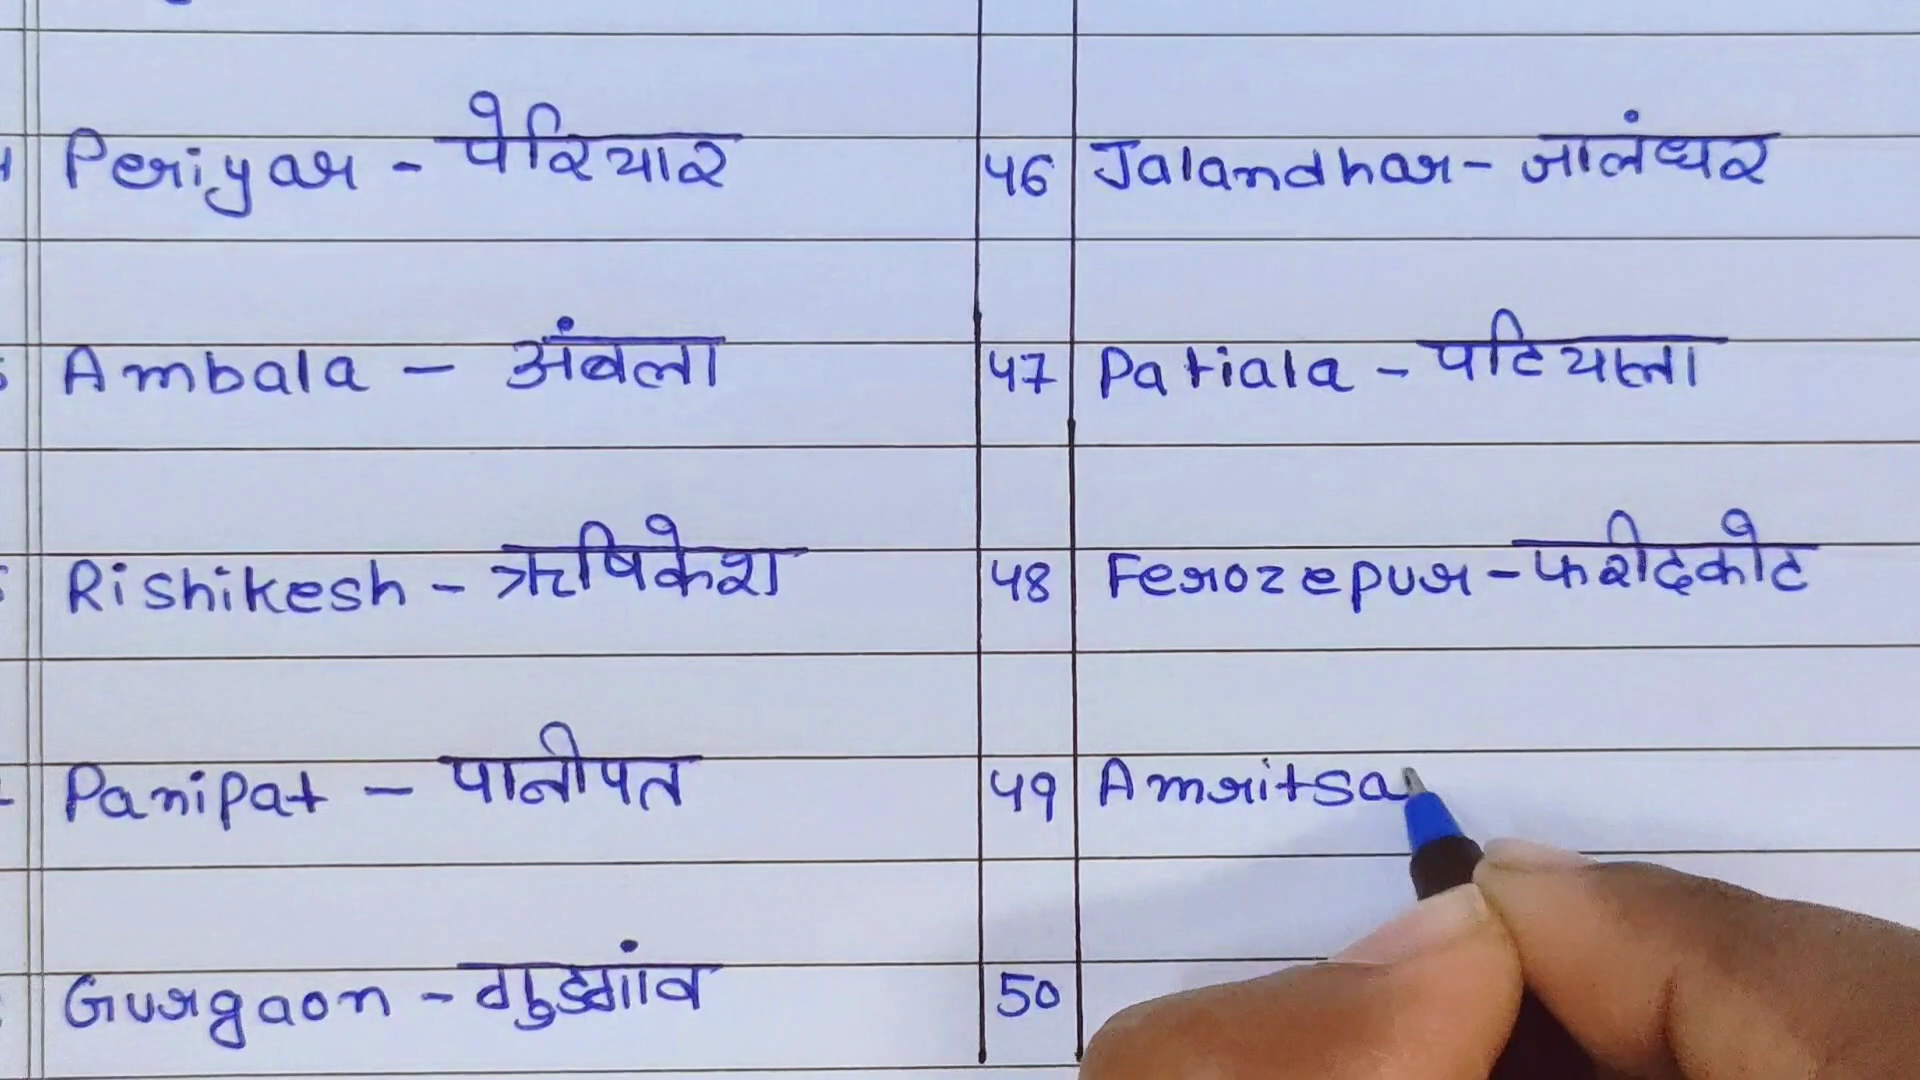 Periyar - पेरियार
Ambala - अंबला
Rishikesh - ऋषिकेश
Panipat - पानीपत
Gurgaon - गुड़गांव
46 Jalandhar - जालंधर
47 Patiala - पटियाला
48 Ferozepur - फरीदकोट
49 Amritsa
50